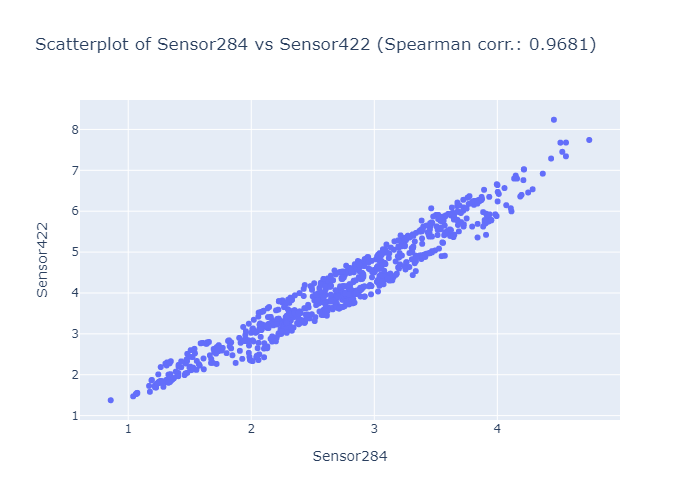 Scatterplot of Sensor284 vs Sensor422 (Spearman corr.: 0.9681)
8
7
6
5
4
3
2
1
Sensor422
1 2 3 4
Sensor284